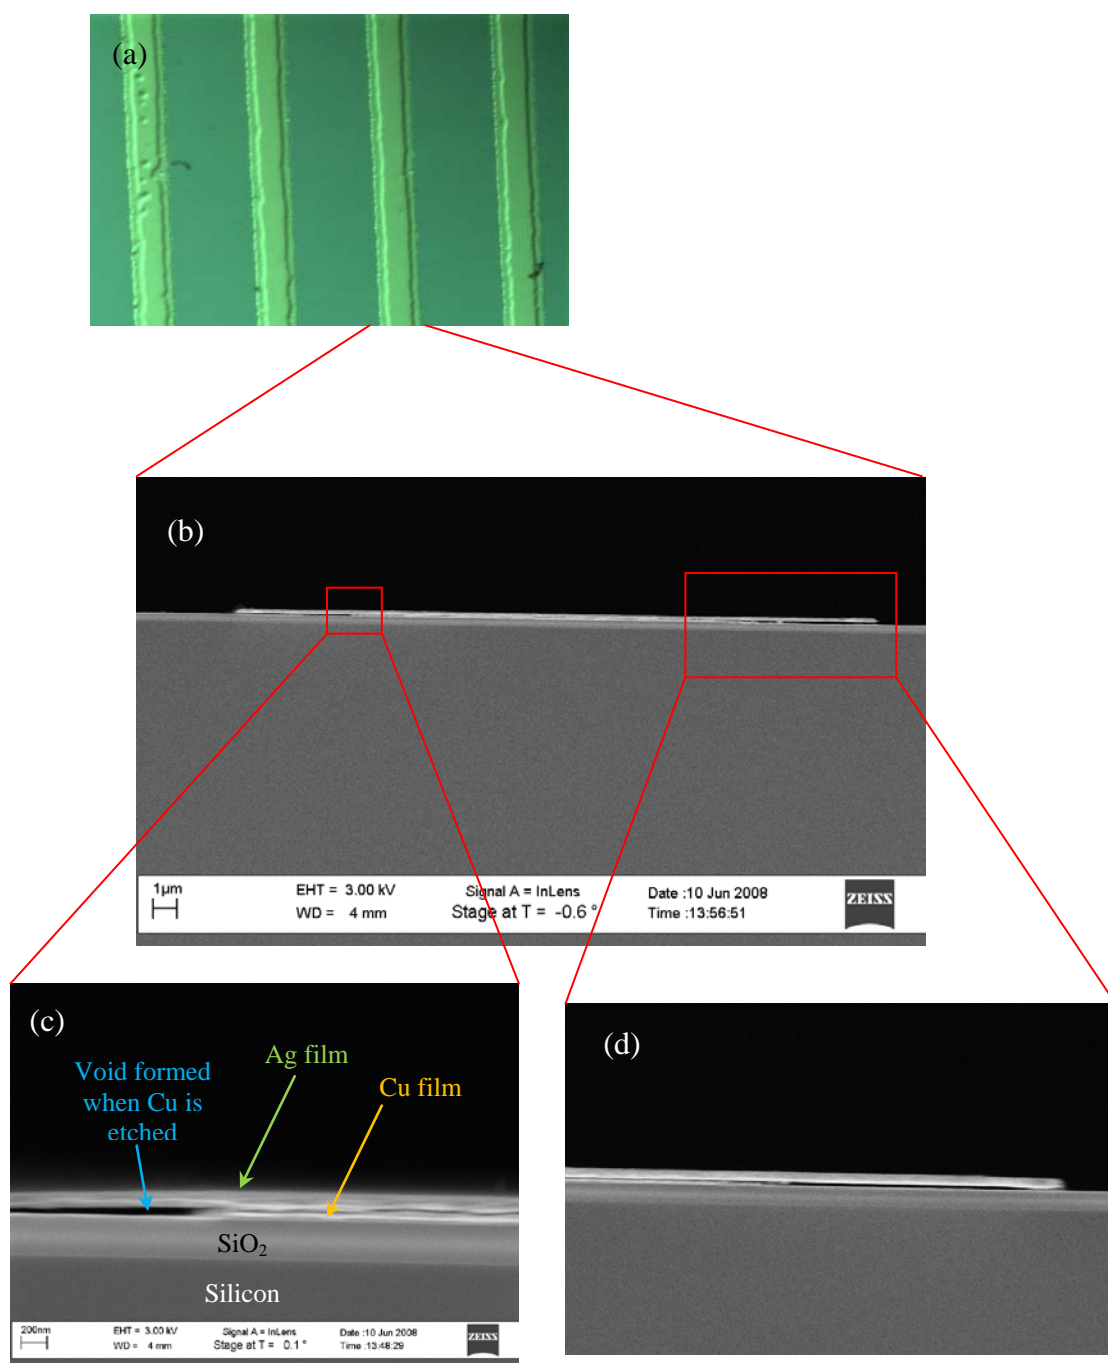 (a)
(b)
1µm
EHT = 3.00 kV
WD = 4 mm
Signal A = InLens
Stage at T = -0.6 °
Date :10 Jun 2008
Time :13:56:51
ZEISS
(c)
Void formed
when Cu is
etched
Ag film
Cu film
SiO₂
Silicon
200nm
EHT = 3.00 kV
WD = 4 mm
Signal A = InLens
Stage at T = 0.1 °
Date :10 Jun 2008
Time :13:48:29
ZEISS
(d)